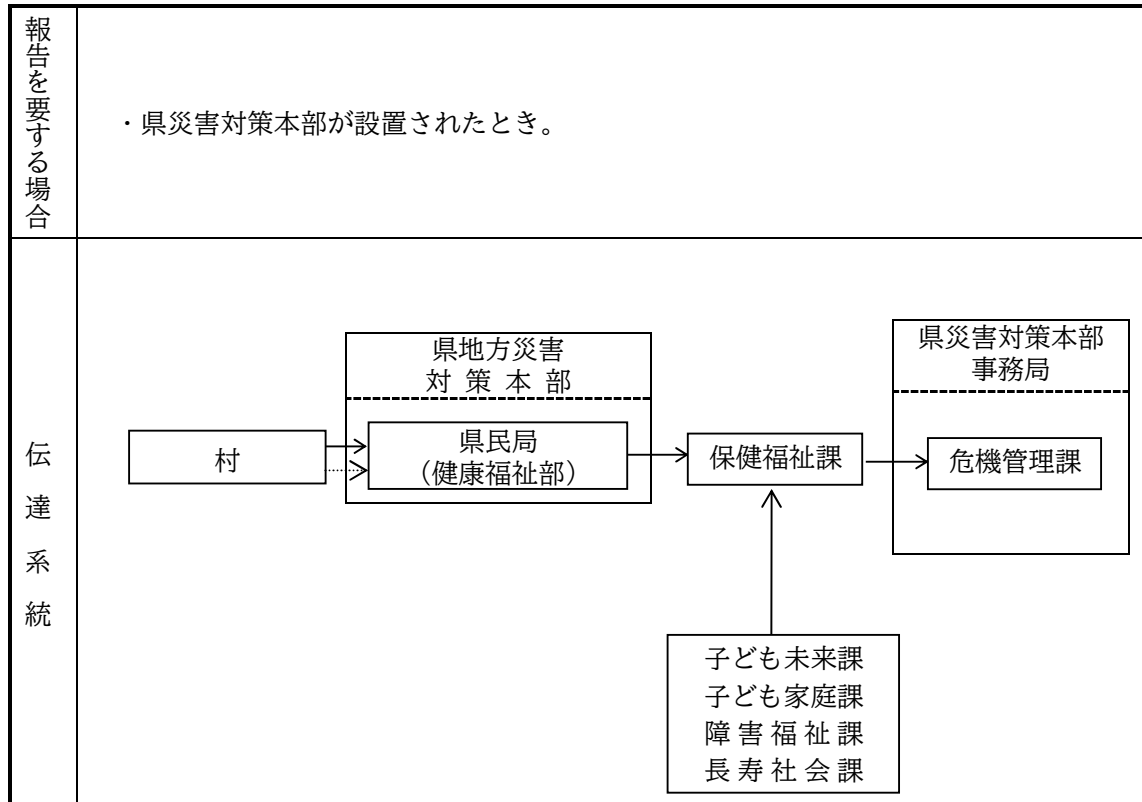 報告を要する場合
・県災害対策本部が設置されたとき。
伝達系統
県地方災害
対策本部
村
県民局
（健康福祉部）
保健福祉課
県災害対策本部
事務局
危機管理課
子ども未来課
子ども家庭課
障害福祉課
長寿社会課